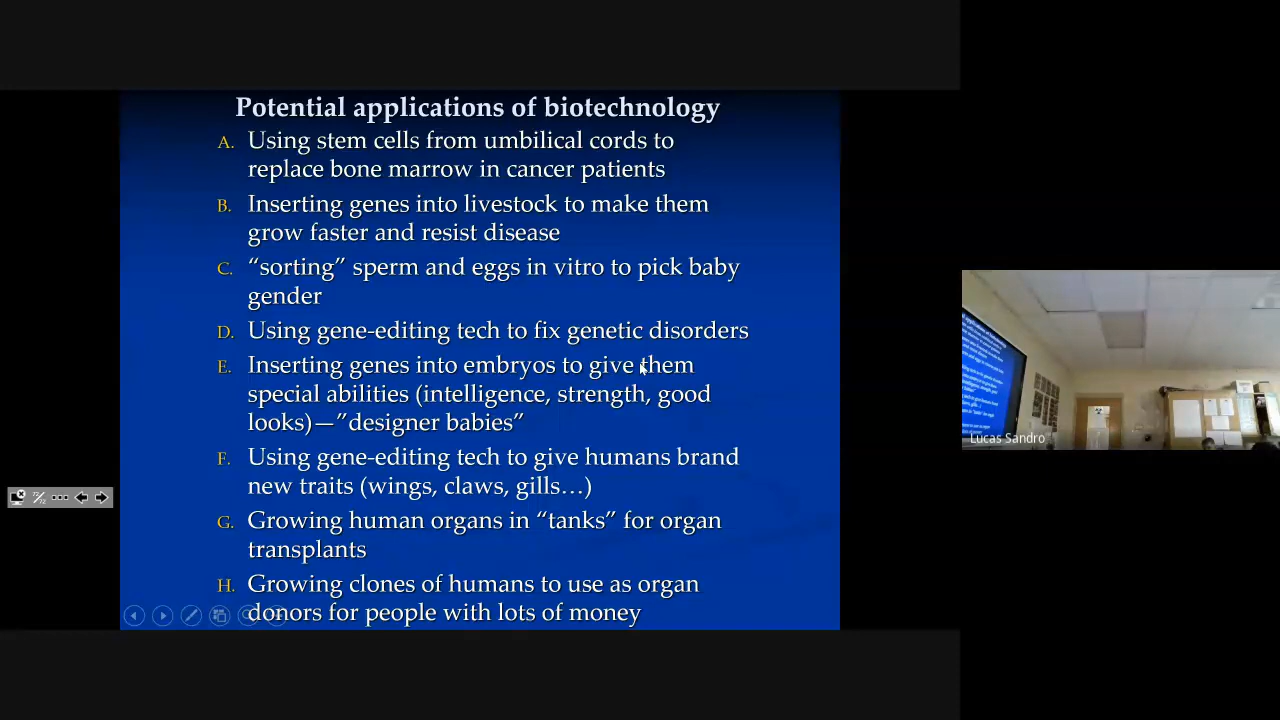 Potential applications of biotechnology
A. Using stem cells from umbilical cords to
replace bone marrow in cancer patients
B. Inserting genes into livestock to make them
grow faster and resist disease
C. “sorting” sperm and eggs in vitro to pick baby
gender
D. Using gene-editing tech to fix genetic disorders
E. Inserting genes into embryos to give them
special abilities (intelligence, strength, good
looks)—”designer babies”
F. Using gene-editing tech to give humans brand
new traits (wings, claws, gills…)
G. Growing human organs in “tanks” for organ
transplants
H. Growing clones of humans to use as organ
donors for people with lots of money
Lucas Sandro